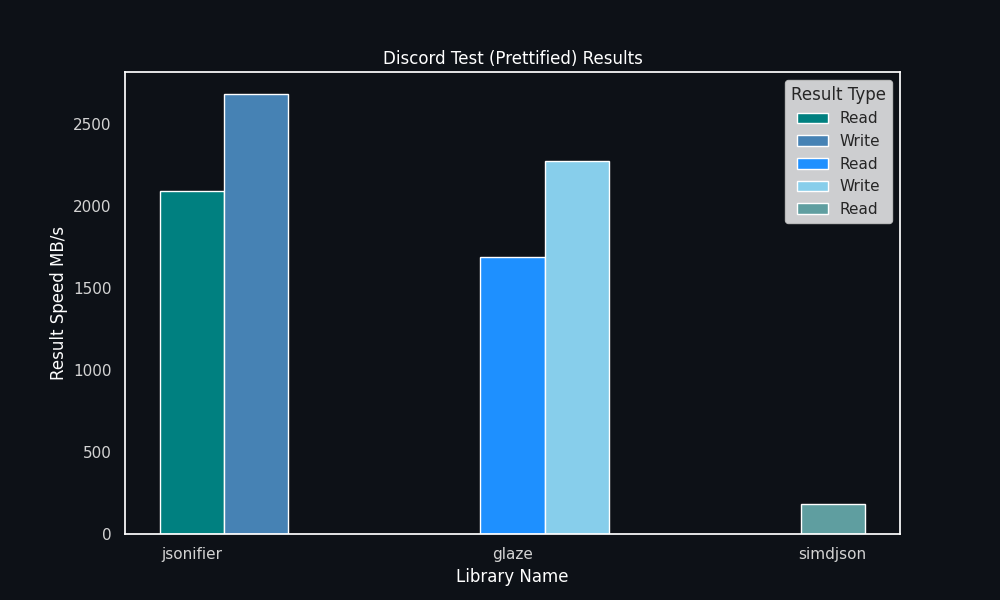 Discord Test (Prettified) Results
Result Type
Read
Write
Read
Write
Read
Result Speed MB/s
2500
2000
1500
1000
500
0
jsonifier
glaze
simdjson
Library Name